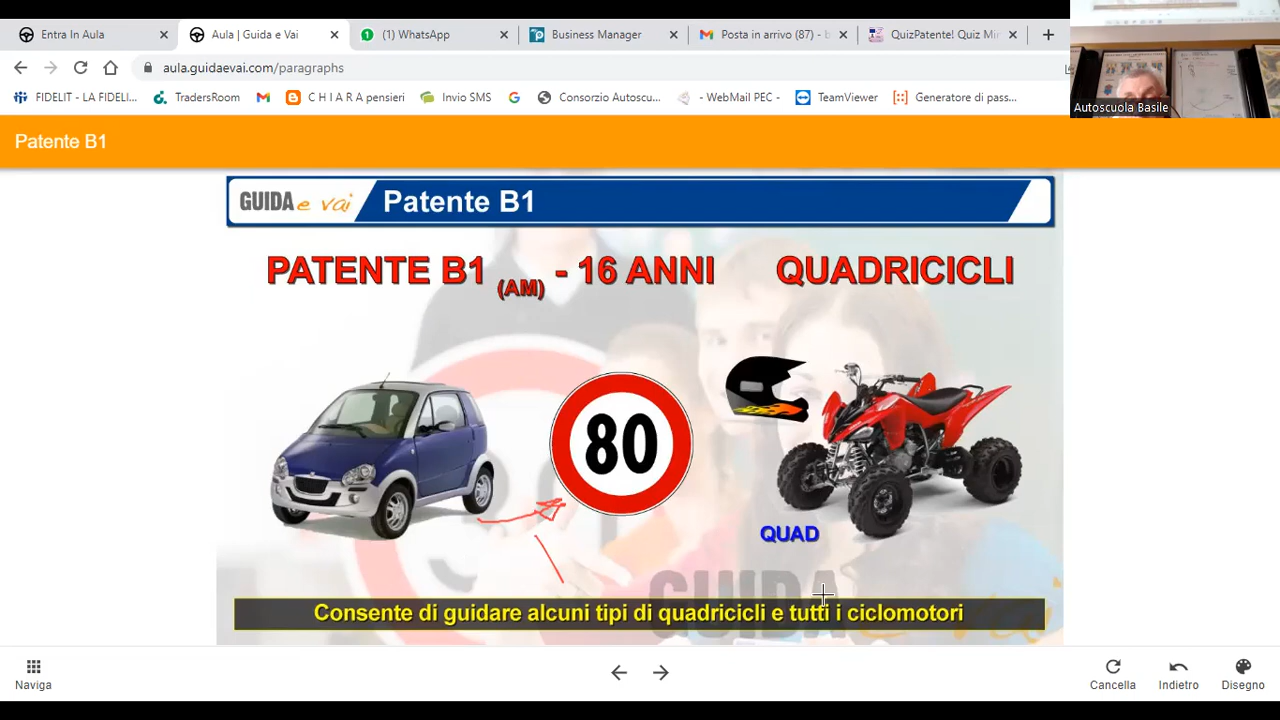 Entra In Aula
Aula | Guida e Vai
(1) WhatsApp
Business Manager
Posta in arrivo (87) - b
QuizPatente! Quiz Min
aula.guidaevai.com/paragraphs
FIDELIT - LA FIDELI...
TradersRoom
C H I A R A pensieri
Invio SMS
Consorzio Autoscu...
- WebMail PEC -
TeamViewer
Generatore di pass...
Autoscuola Basile
Patente B1
GUIDA e vai
Patente B1
PATENTE B1 (AM) - 16 ANNI
QUADRICICLI
80
QUAD
GUIDA
Consente di guidare alcuni tipi di quadricicli e tutti i ciclomotori
Naviga
Cancella
Indietro
Disegno